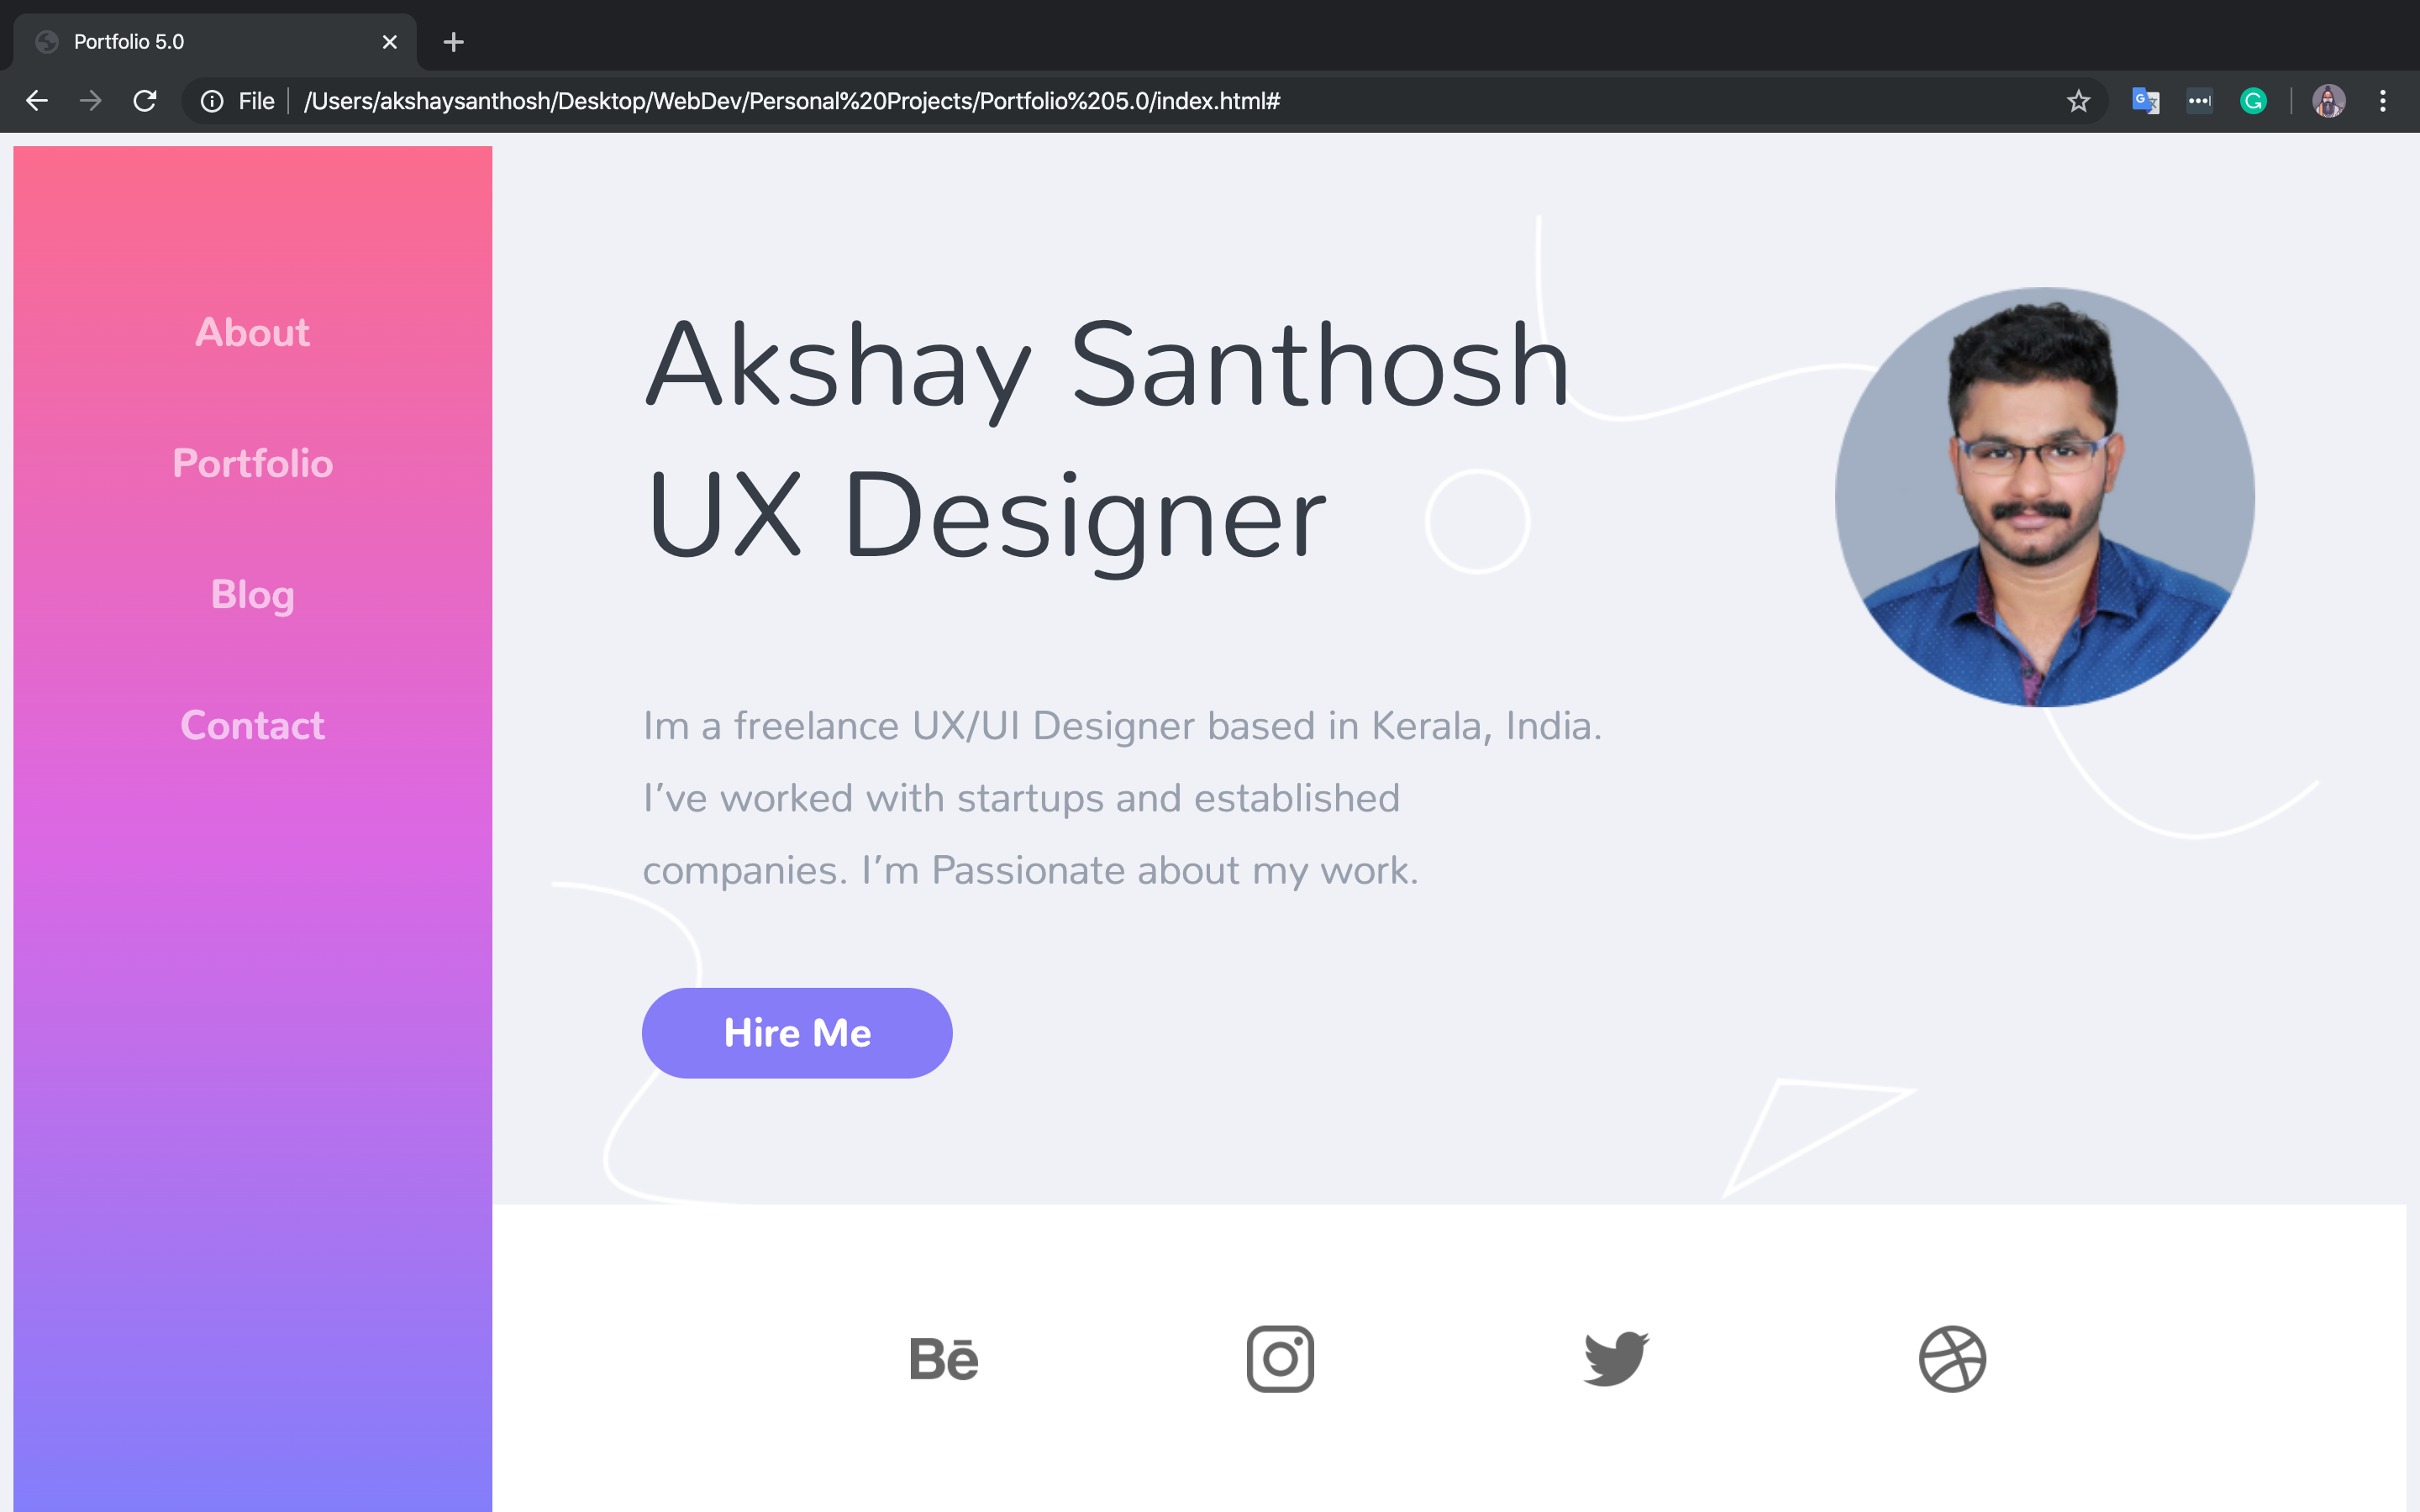 Portfolio 5.0
File
/Users/akshaysanthosh/Desktop/WebDev/Personal%20Projects/Portfolio%205.0/index.html#
About
Portfolio
Blog
Contact
Akshay Santhosh
UX Designer
Im a freelance UX/UI Designer based in Kerala, India.
I’ve worked with startups and established
companies. I’m Passionate about my work.
Hire Me
Bē